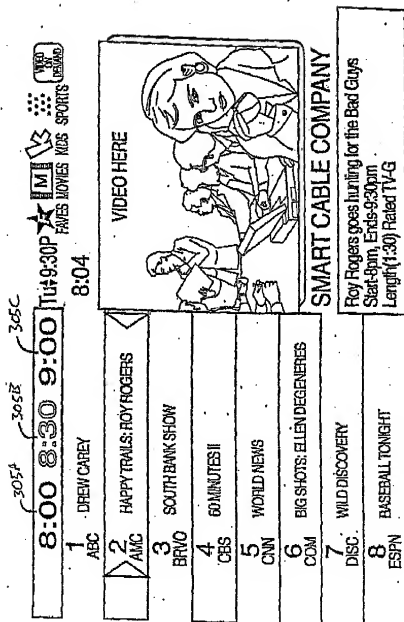 305A 305B 305C
8:00 8:30 9:00 Tu 9:30P
FAVES MOVIES KIDS SPORTS
VIDEO ON DEMAND
8:04
1 ABC DREW CAREY
2 AMC HAPPY TRAILS: ROY ROGERS
3 BRVO SOUTH BANK SHOW
4 CBS 60 MINUTES II
5 CNN WORLD NEWS
6 COM BIG SHOTS: ELLEN DEGENERES
7 DISC. WILD DISCOVERY
8 ESPN BASEBALL TONIGHT
VIDEO HERE
SMART CABLE COMPANY
Roy Rogers goes hunting for the Bad Guys
Start-8pm, Ends-9:30pm
Length(1:30) Rated TV-G